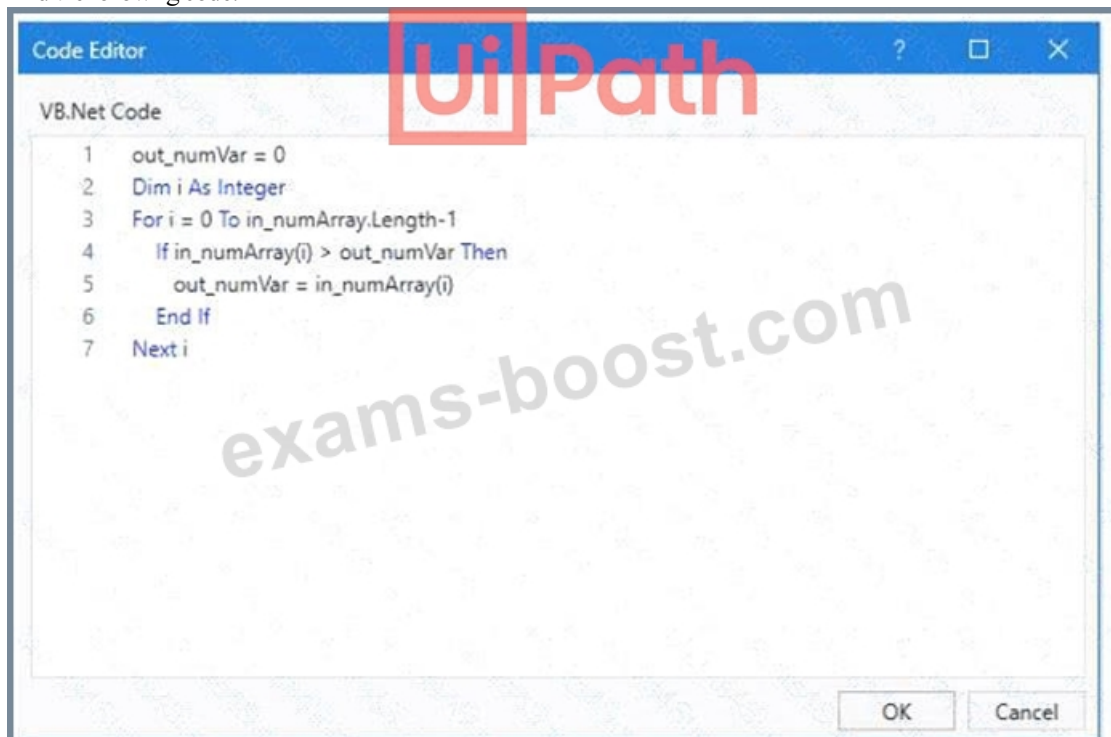 Code Editor
UiPath
VB.Net Code
1 out_numVar = 0
2 Dim i As Integer
3 For i = 0 To in_numArray.Length-1
4 If in_numArray(i) > out_numVar Then
5 out_numVar = in_numArray(i)
6 End If
7 Next i
exams-boost.com
OK Cancel